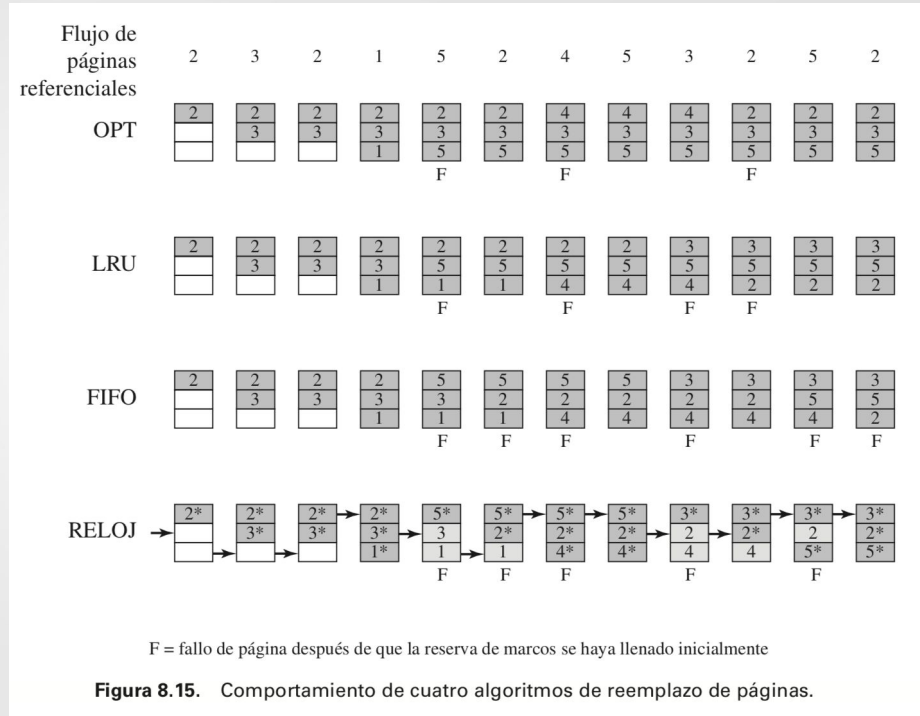 Flujo de
páginas
referenciales
2 3 2 1 5 2 4 5 3 2 5 2
OPT
2 2 2 2 2 2 4 4 4 2 2 2
3 3 3 3 3 3 3 3 3 3 3
1 5 5 5 5 5 5 5 5
F F F
LRU
2 2 2 2 2 2 2 2 3 3 3 3
3 3 3 5 5 5 5 5 5 5 5
1 1 1 4 4 4 2 2 2
F F F F
FIFO
2 2 2 2 5 5 5 5 3 3 3 3
3 3 3 3 2 2 2 2 2 5 5
1 1 1 4 4 4 4 4 2
F F F F F F
RELOJ
2* 2* 2* 2* 5* 5* 5* 5* 3* 3* 3* 3*
3* 3* 3* 3 2* 2* 2* 2 2* 2 2*
1* 1 1 4* 4* 4 4 5* 5*
F F F F F
F = fallo de página después de que la reserva de marcos se haya llenado inicialmente
Figura 8.15. Comportamiento de cuatro algoritmos de reemplazo de páginas.